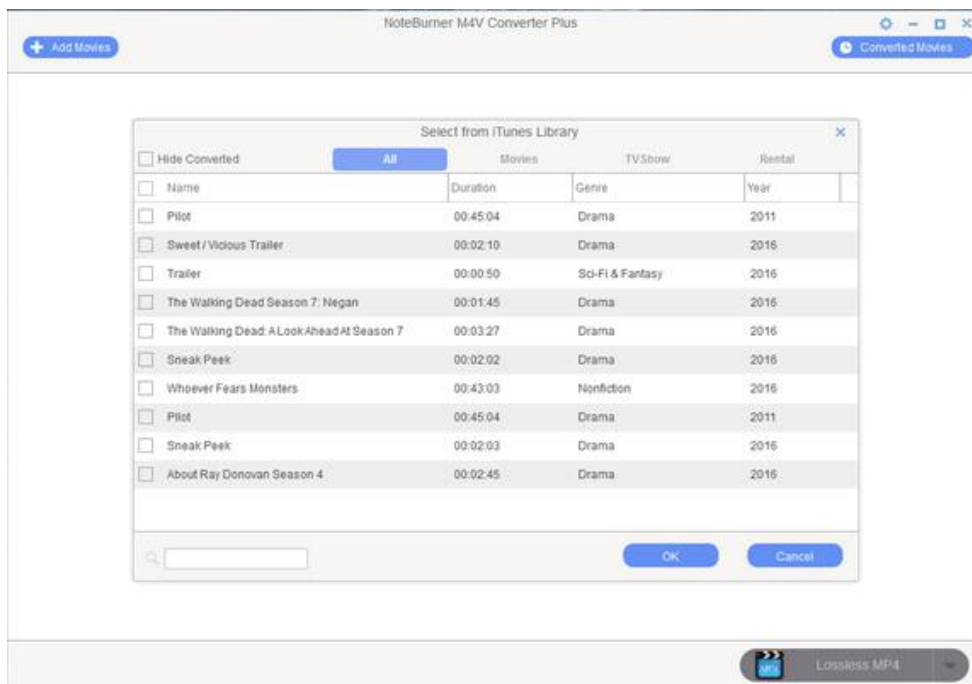 NoteBurner M4V Converter Plus
Add Movies
Converted Movies
Select from iTunes Library
Hide Converted All Movies TVShow Rental
Name Duration Genre Year
Pilot 00:45:04 Drama 2011
Sweet / Vicious Trailer 00:02:10 Drama 2016
Trailer 00:00:50 Sci-Fi & Fantasy 2016
The Walking Dead Season 7: Negan 00:01:45 Drama 2016
The Walking Dead: A Look Ahead At Season 7 00:03:27 Drama 2016
Sneak Peek 00:02:02 Drama 2016
Whoever Fears Monsters 00:43:03 Nonfiction 2016
Pilot 00:45:04 Drama 2011
Sneak Peek 00:02:03 Drama 2016
About Ray Donovan Season 4 00:02:45 Drama 2016
OK Cancel
MP4 Lossless MP4